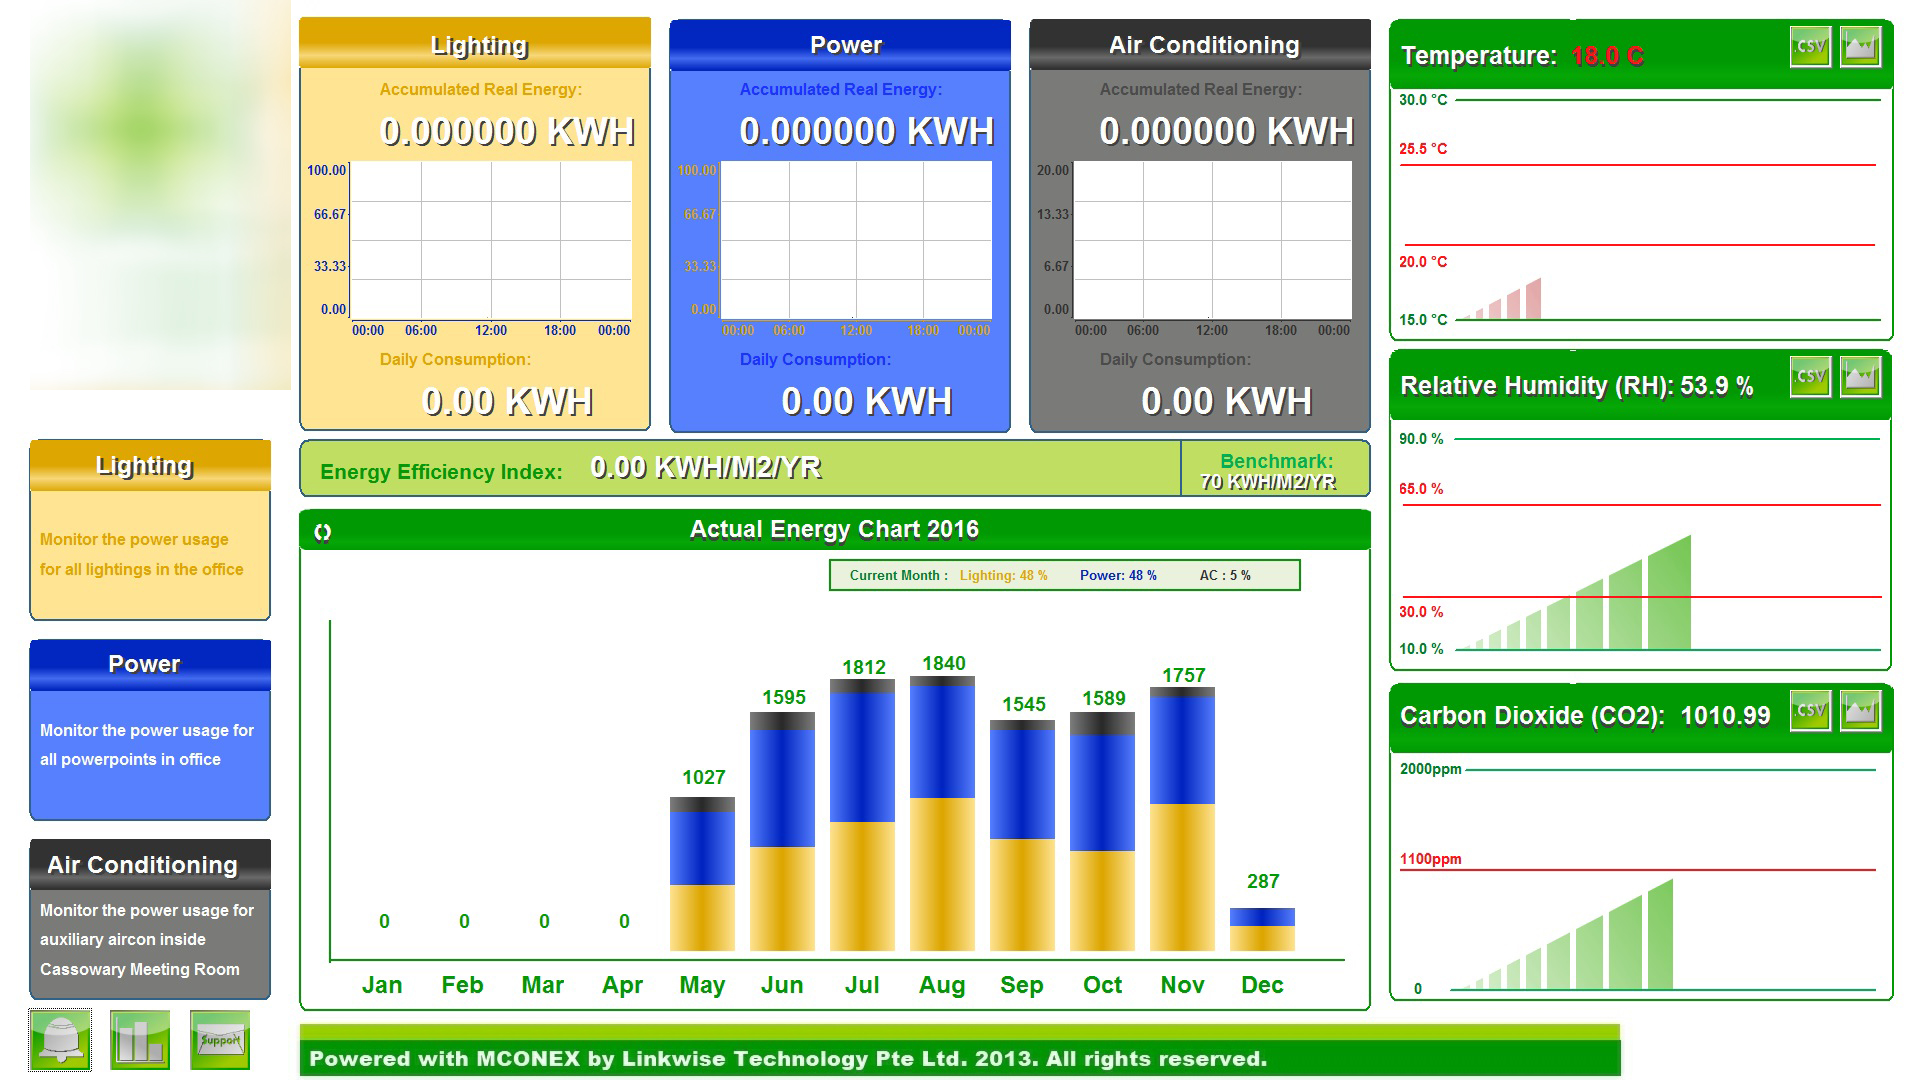 Lighting
Accumulated Real Energy:
0.000000 KWH
100.00
66.67
33.33
0.00
00:00 06:00 12:00 18:00 00:00
Daily Consumption:
0.00 KWH
Power
Accumulated Real Energy:
0.000000 KWH
100.00
66.67
33.33
0.00
00:00 06:00 12:00 18:00 00:00
Daily Consumption:
0.00 KWH
Air Conditioning
Accumulated Real Energy:
0.000000 KWH
20.00
13.33
6.67
0.00
00:00 06:00 12:00 18:00 00:00
Daily Consumption:
0.00 KWH
Temperature: 18.0 C
.CSV
30.0 °C
25.5 °C
20.0 °C
15.0 °C
Relative Humidity (RH): 53.9 %
.CSV
90.0 %
65.0 %
30.0 %
10.0 %
Carbon Dioxide (CO2): 1010.99
.CSV
2000ppm
1100ppm
0
Lighting
Monitor the power usage
for all lightings in the office
Power
Monitor the power usage for
all powerpoints in office
Air Conditioning
Monitor the power usage for
auxiliary aircon inside
Cassowary Meeting Room
Support
Energy Efficiency Index: 0.00 KWH/M2/YR
Benchmark:
70 KWH/M2/YR
Actual Energy Chart 2016
Current Month : Lighting: 48 % Power: 48 % AC : 5 %
0 0 0 0 1027 1595 1812 1840 1545 1589 1757 287
Jan Feb Mar Apr May Jun Jul Aug Sep Oct Nov Dec
Powered with MCONEX by Linkwise Technology Pte Ltd. 2013. All rights reserved.